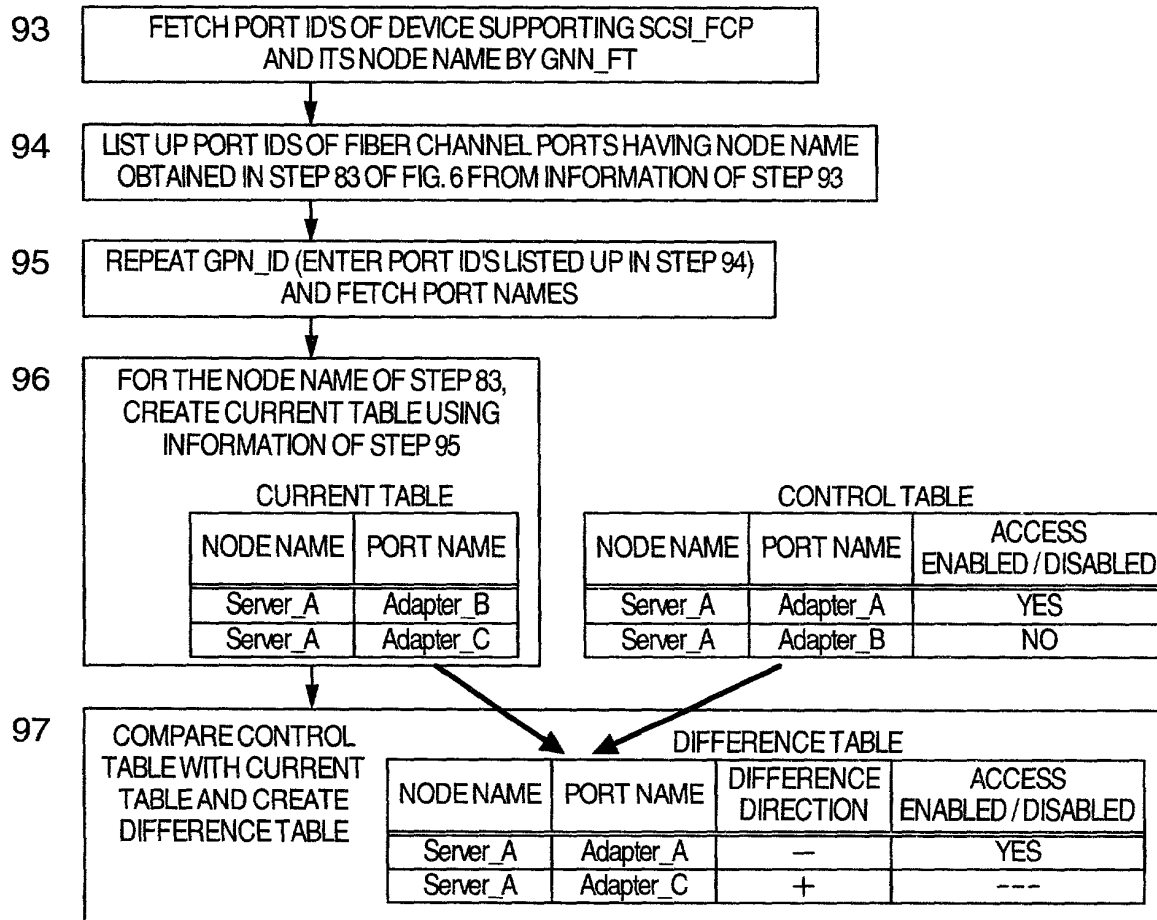 93
FETCH PORT ID'S OF DEVICE SUPPORTING SCSI_FCP
AND ITS NODE NAME BY GNN_FT
94
LIST UP PORT IDS OF FIBER CHANNEL PORTS HAVING NODE NAME
OBTAINED IN STEP 83 OF FIG. 6 FROM INFORMATION OF STEP 93
95
REPEAT GPN_ID (ENTER PORT ID'S LISTED UP IN STEP 94)
AND FETCH PORT NAMES
96
FOR THE NODE NAME OF STEP 83,
CREATE CURRENT TABLE USING
INFORMATION OF STEP 95
CURRENT TABLE
NODE NAME PORT NAME
Server_A Adapter_B
Server_A Adapter_C
CONTROL TABLE
NODE NAME PORT NAME ACCESS
ENABLED / DISABLED
Server_A Adapter_A YES
Server_A Adapter_B NO
97
COMPARE CONTROL
TABLE WITH CURRENT
TABLE AND CREATE
DIFFERENCE TABLE
DIFFERENCE TABLE
NODE NAME PORT NAME DIFFERENCE ACCESS
DIRECTION ENABLED / DISABLED
Server_A Adapter_A — YES
Server_A Adapter_C + ---